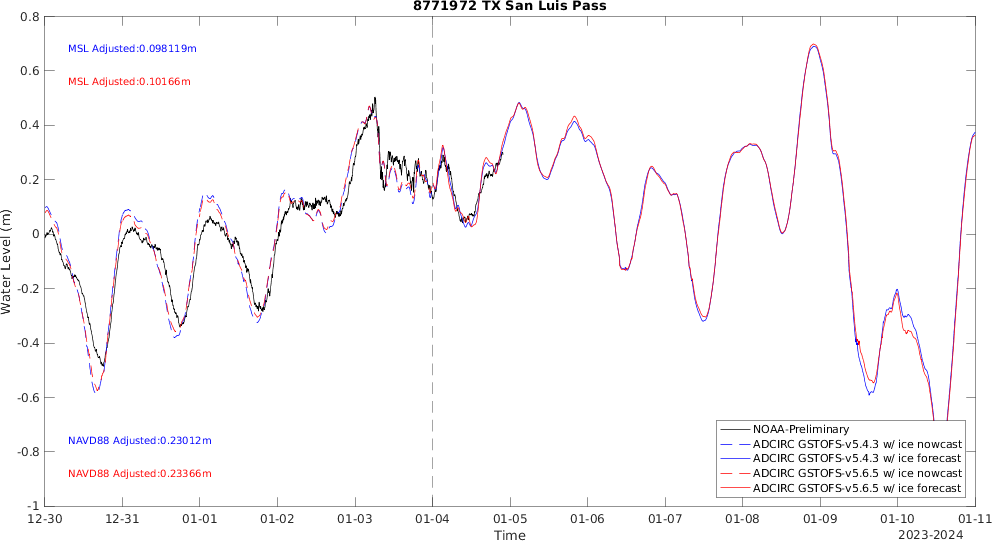 8771972 TX San Luis Pass
0.8
0.6
0.4
0.2
0
-0.2
-0.4
-0.6
-0.8
-1
Water Level (m)
MSL Adjusted:0.098119m
MSL Adjusted:0.10166m
NAVD88 Adjusted:0.23012m
NAVD88 Adjusted:0.23366m
NOAA-Preliminary
ADCIRC GSTOFS-v5.4.3 w/ ice nowcast
ADCIRC GSTOFS-v5.4.3 w/ ice forecast
ADCIRC GSTOFS-v5.6.5 w/ ice nowcast
ADCIRC GSTOFS-v5.6.5 w/ ice forecast
12-30 12-31 01-01 01-02 01-03 01-04 01-05 01-06 01-07 01-08 01-09 01-10 01-11
Time
2023-2024